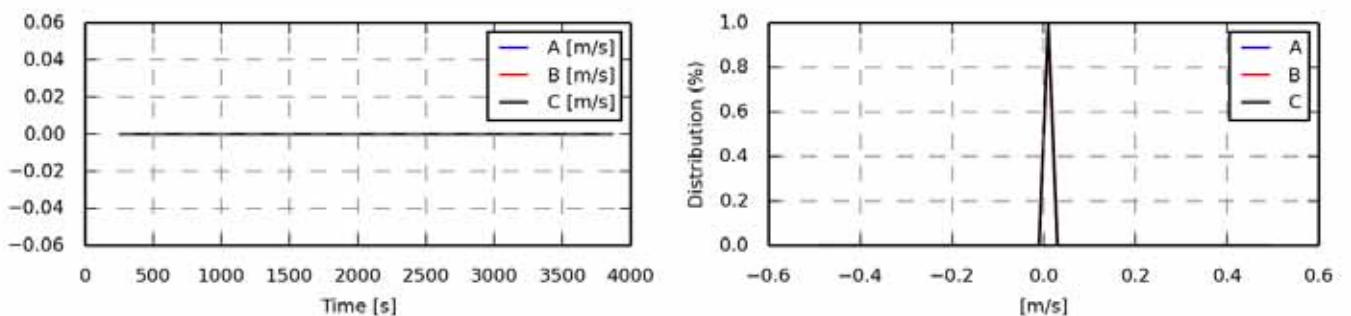 0.06
0.04
0.02
0.00
−0.02
−0.04
−0.06
0 500 1000 1500 2000 2500 3000 3500 4000
Time [s]
A [m/s]
B [m/s]
C [m/s]
Distribution (%)
1.0
0.8
0.6
0.4
0.2
0.0
−0.6 −0.4 −0.2 0.0 0.2 0.4 0.6
[m/s]
A
B
C